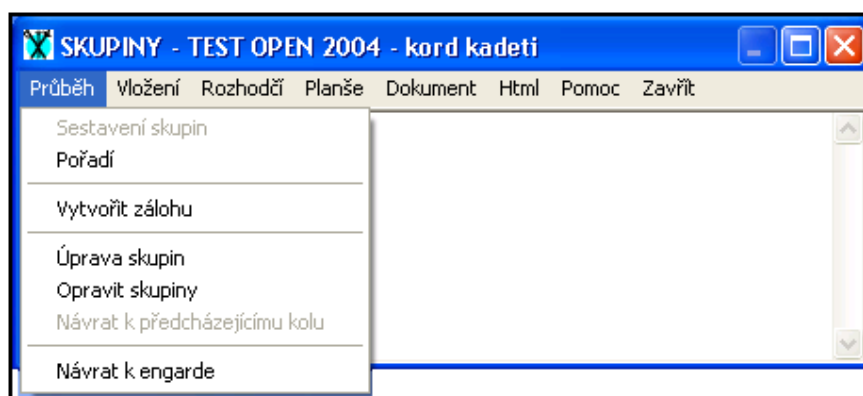 SKUPINY - TEST OPEN 2004 - kord kadeti
Průběh Vložení Rozhodčí Planše Dokument Html Pomoc Zavřít
Sestavení skupin
Pořadí
Vytvořit zálohu
Úprava skupin
Opravit skupiny
Návrat k předcházejícímu kolu
Návrat k engarde